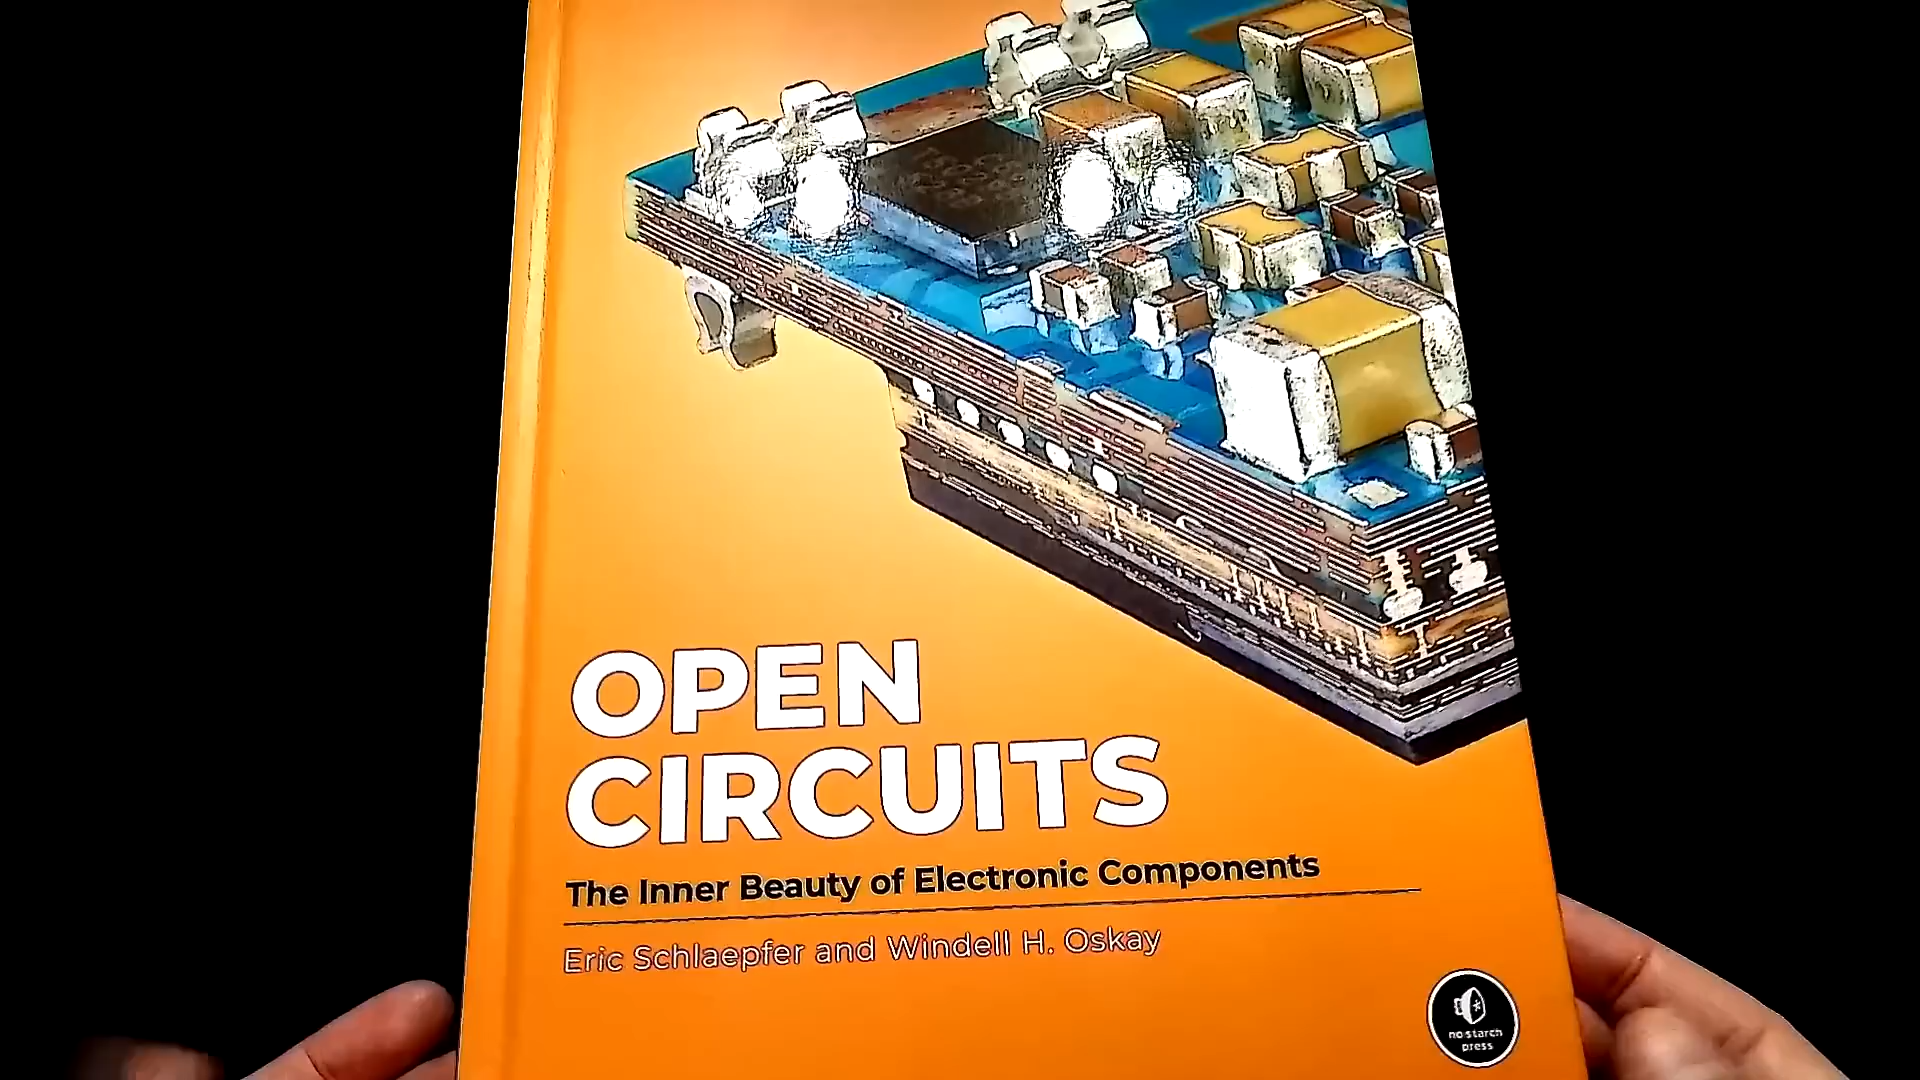 OPEN
CIRCUITS
The Inner Beauty of Electronic Components
Eric Schlaepfer and Windell H. Oskay
no starch
press